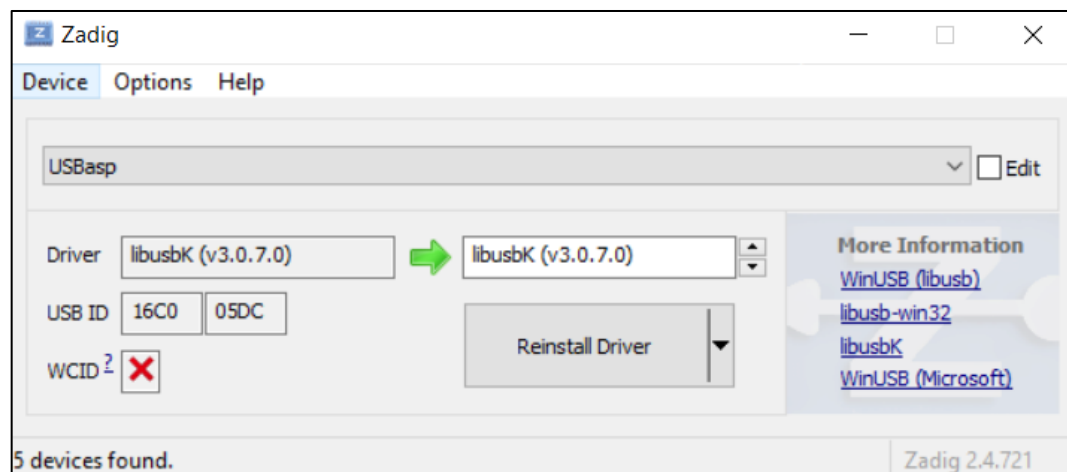 Zadig
Device Options Help
USBasp
Edit
Driver libusbK (v3.0.7.0) libusbK (v3.0.7.0)
USB ID 16C0 05DC
WCID ?
Reinstall Driver
More Information
WinUSB (libusb)
libusb-win32
libusbK
WinUSB (Microsoft)
5 devices found.
Zadig 2.4.721